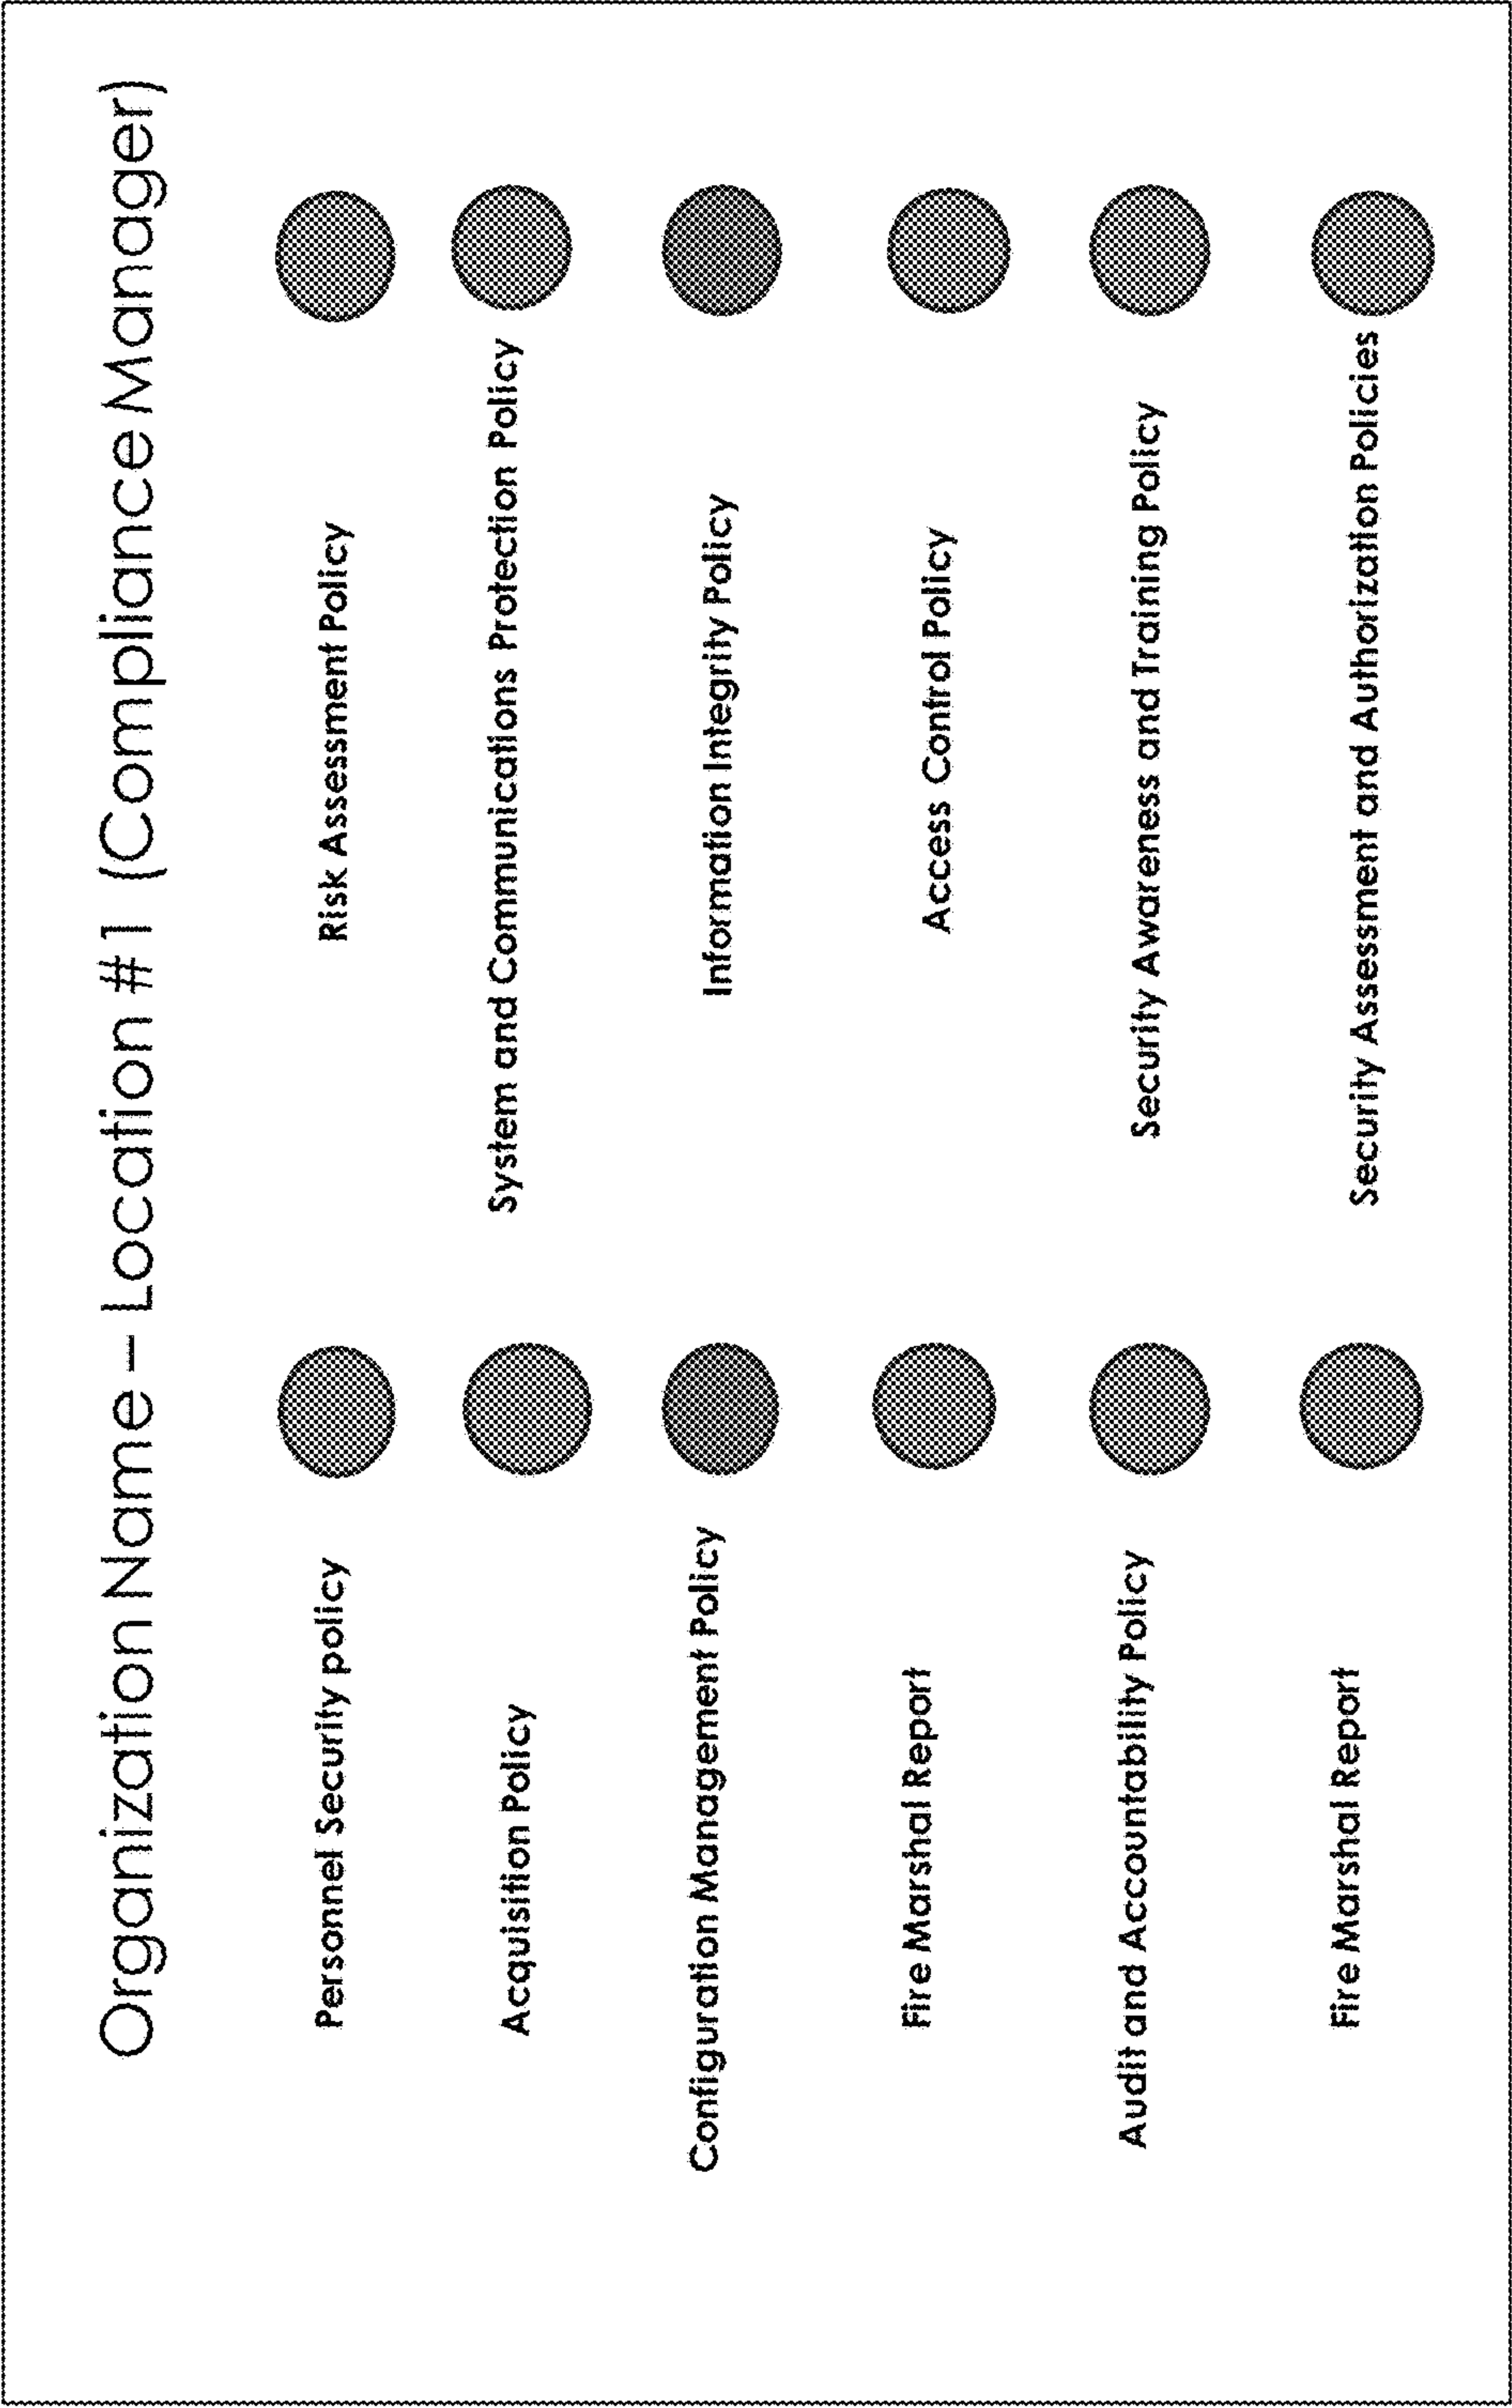 Organization Name – Location #1 (Compliance Manager)
Personnel Security policy
Risk Assessment Policy
Acquisition Policy
System and Communications Protection Policy
Configuration Management Policy
Information Integrity Policy
Fire Marshal Report
Access Control Policy
Audit and Accountability Policy
Security Awareness and Training Policy
Fire Marshal Report
Security Assessment and Authorization Policies